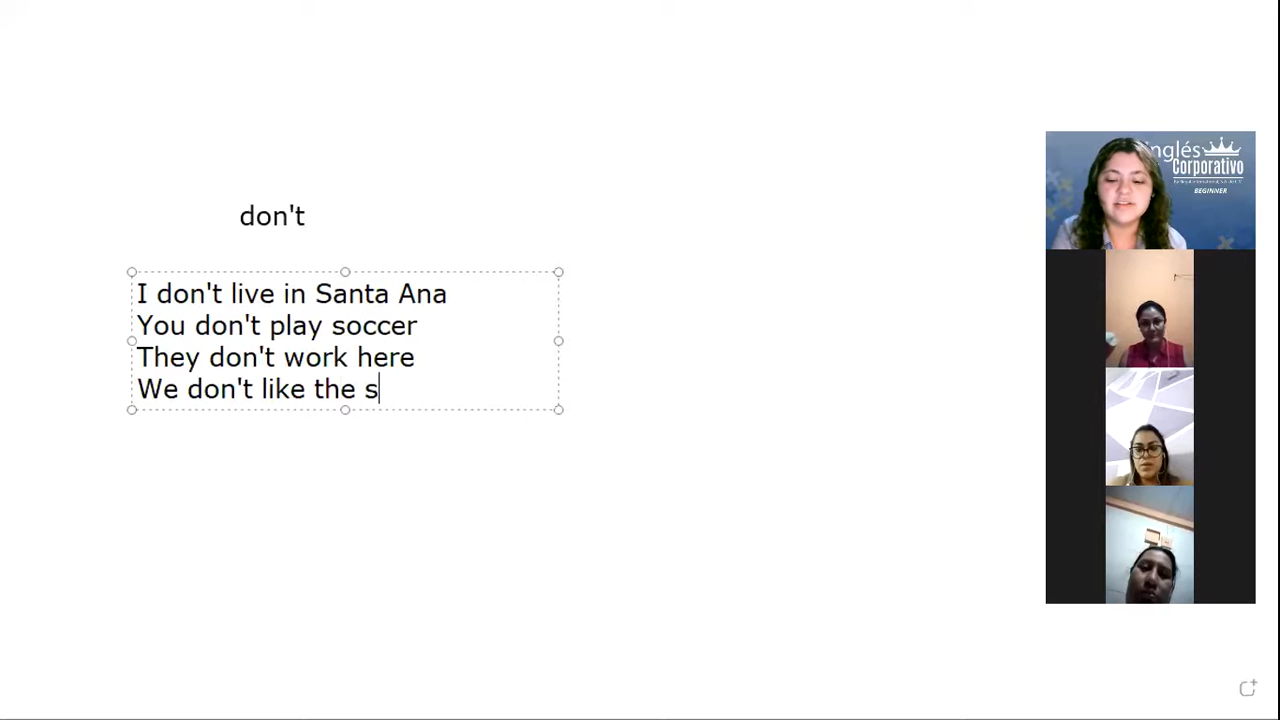 don't
I don't live in Santa Ana
You don't play soccer
They don't work here
We don't like the s
inglés
Corporativo
BEGINNER